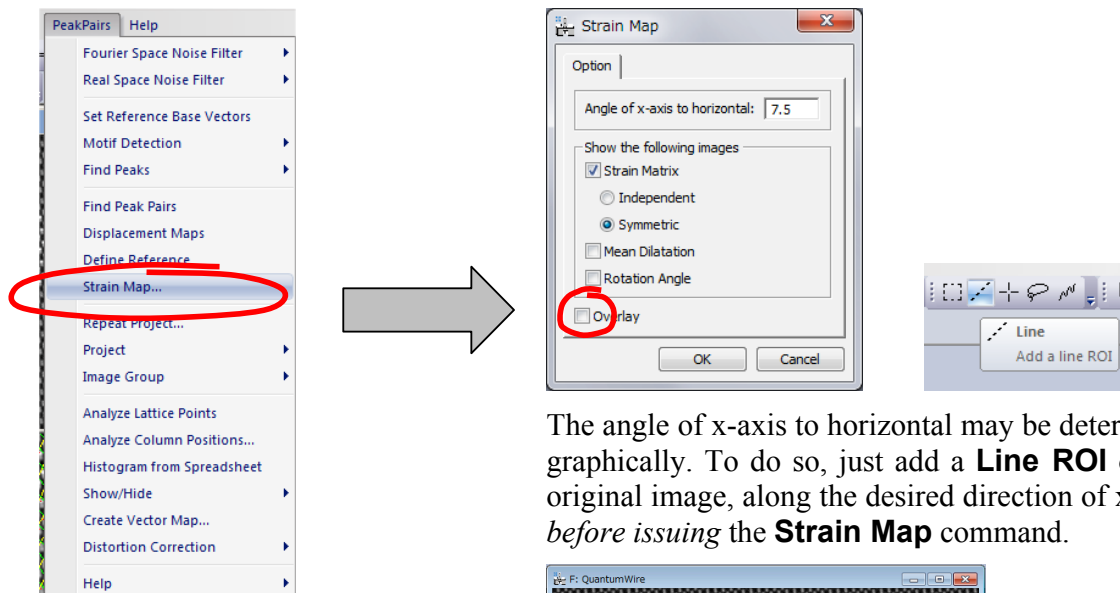 PeakPairs Help
Fourier Space Noise Filter
Real Space Noise Filter
Set Reference Base Vectors
Motif Detection
Find Peaks
Find Peak Pairs
Displacement Maps
Define Reference
Strain Map...
Repeat Project...
Project
Image Group
Analyze Lattice Points
Analyze Column Positions...
Histogram from Spreadsheet
Show/Hide
Create Vector Map...
Distortion Correction
Help
Strain Map
Option
Angle of x-axis to horizontal: 7.5
Show the following images
Strain Matrix
Independent
Symmetric
Mean Dilatation
Rotation Angle
Overlay
OK Cancel
Line
Add a line ROI
The angle of x-axis to horizontal may be deter
graphically. To do so, just add a Line ROI
original image, along the desired direction of x
before issuing the Strain Map command.
F: QuantumWire